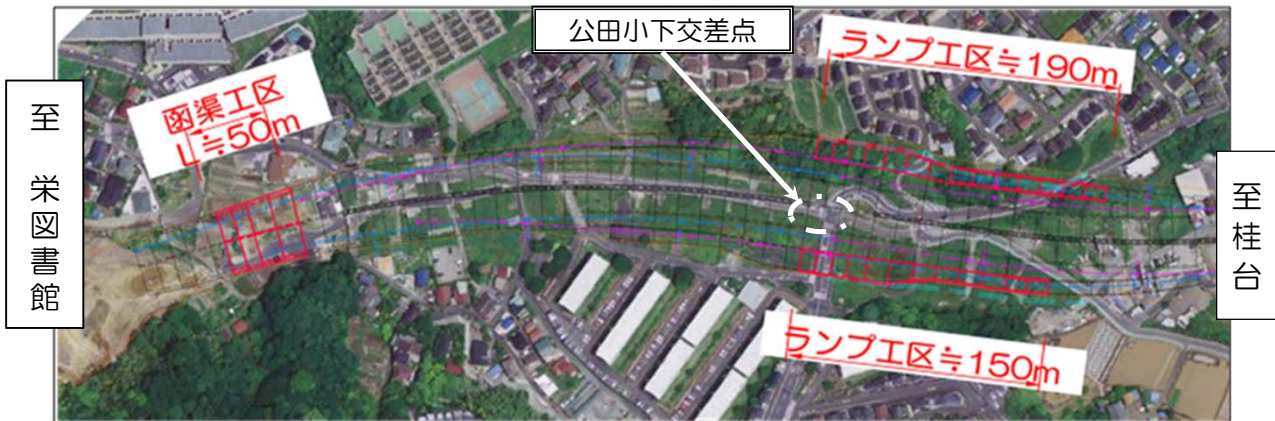 公田小下交差点
ランプ工区≒190m
函渠工区
L≒50m
至 栄図書館
至桂台
ランプ工区≒150m